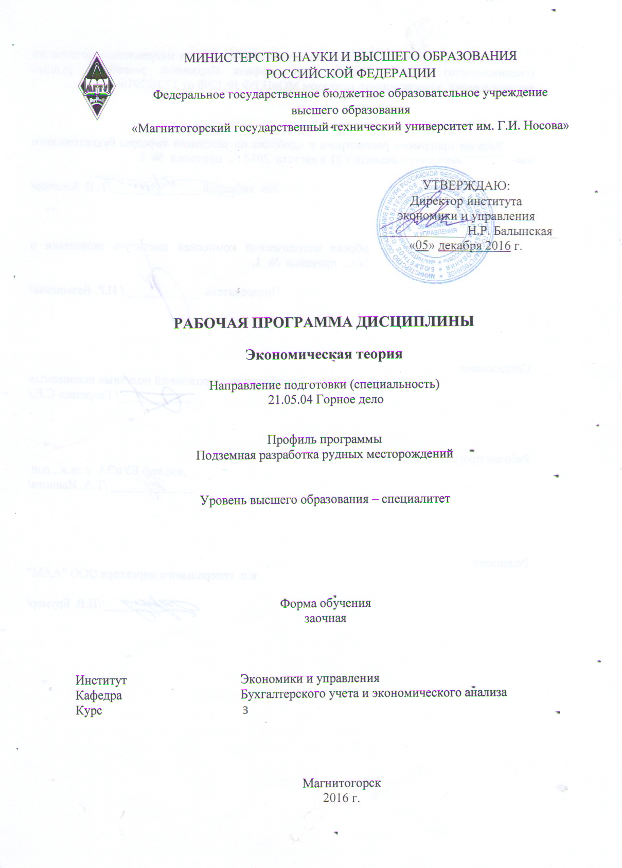 МИНИСТЕРСТВО НАУКИ И ВЫСШЕГО ОБРАЗОВАНИЯ
РОССИЙСКОЙ ФЕДЕРАЦИИ
Федеральное государственное бюджетное образовательное учреждение
высшего образования
«Магнитогорский государственный технический университет им. Г.И. Носова»
МГТУ
УТВЕРЖДАЮ:
Директор института
экономики и управления
Н.Р. Балынская
«05» декабря 2016 г.
РАБОЧАЯ ПРОГРАММА ДИСЦИПЛИНЫ
Экономическая теория
Направление подготовки (специальность)
21.05.04 Горное дело
Профиль программы
Подземная разработка рудных месторождений
Уровень высшего образования – специалитет
Форма обучения
заочная
Институт Экономики и управления
Кафедра Бухгалтерского учета и экономического анализа
Курс 3
Магнитогорск
2016 г.